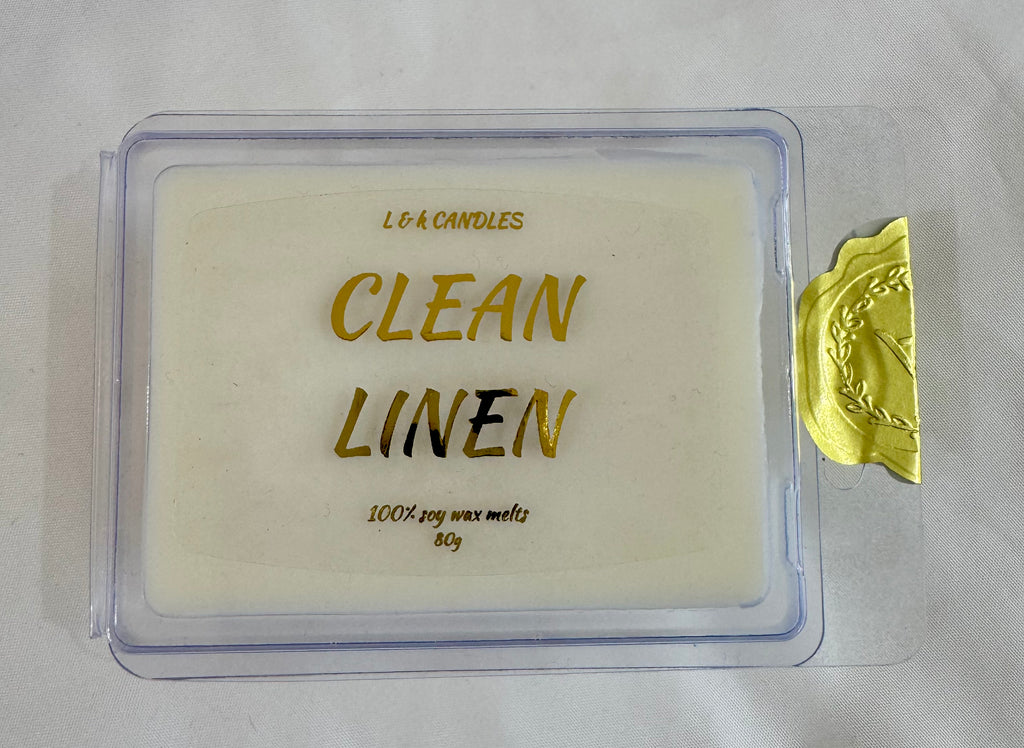 L & k CANDLES
CLEAN
LINEN
100% soy wax melts
80g